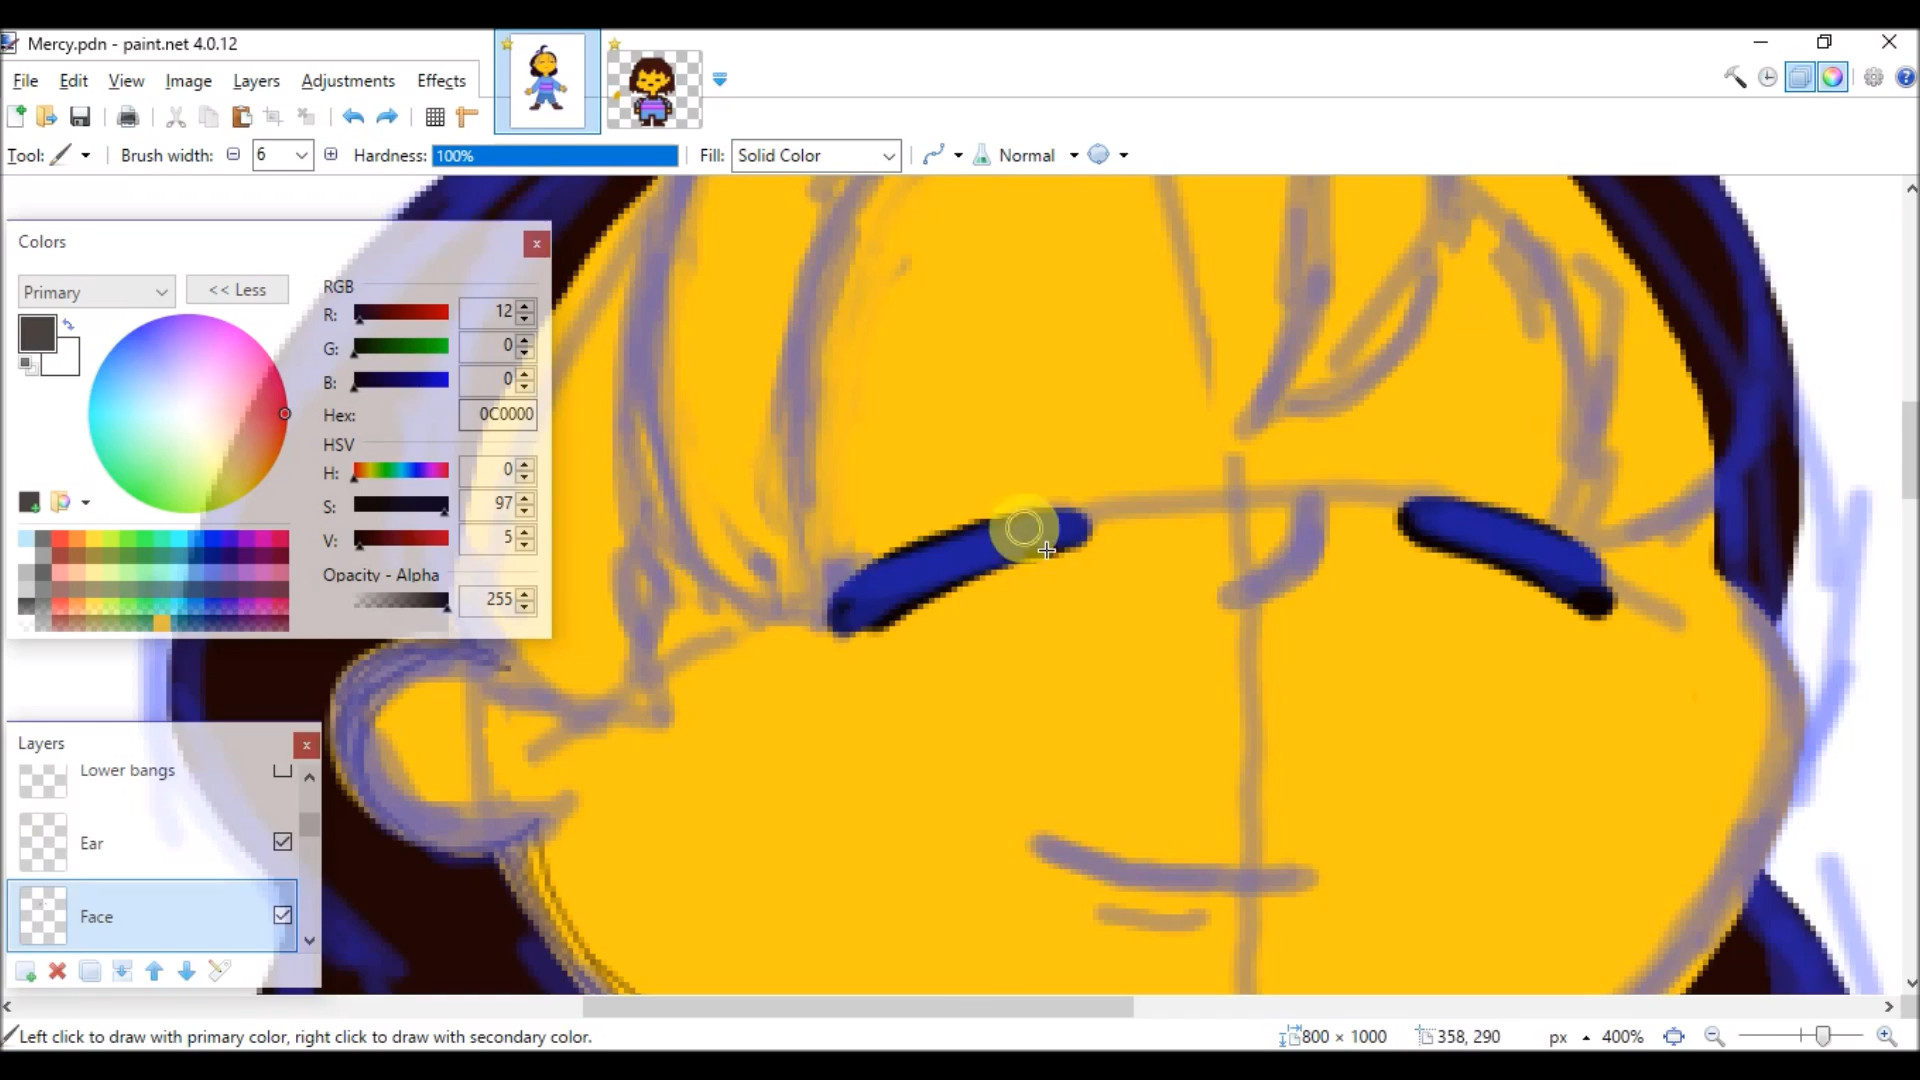 Mercy.pdn - paint.net 4.0.12
File Edit View Image Layers Adjustments Effects
Tool: Brush width: 6 Hardness: 100% Fill: Solid Color Normal
Colors
Primary << Less
RGB
R: 12
G: 0
B: 0
Hex: 0C0000
HSV
H: 0
S: 97
V: 5
Opacity - Alpha
255
Layers
Lower bangs
Ear
Face
Left click to draw with primary color, right click to draw with secondary color. 800 × 1000 358, 290 px 400%